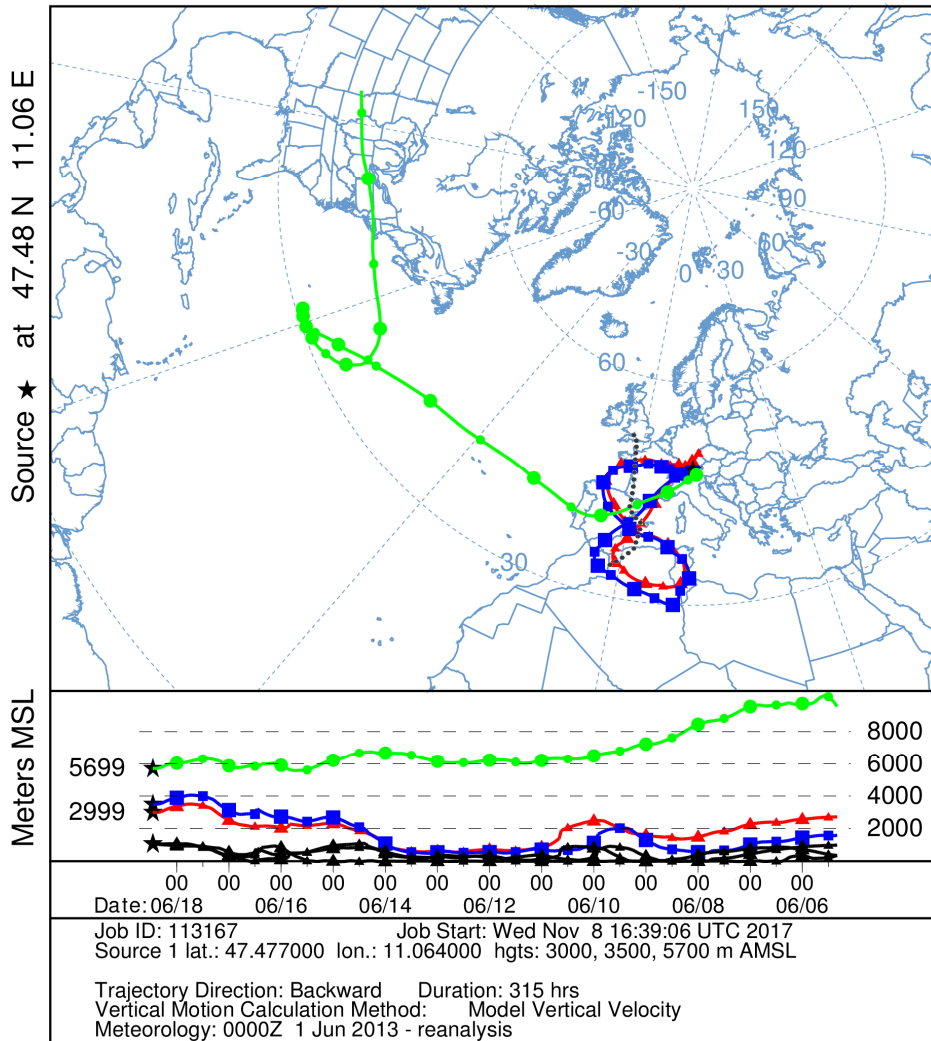 Source ★ at 47.48 N 11.06 E
-150
150
-120
120
-90
90
-60
60
-30
30
0
60
30
Meters MSL
8000
5699
6000
4000
2999
2000
00 00 00 00 00 00 00 00 00 00 00 00 00
Date: 06/18 06/16 06/14 06/12 06/10 06/08 06/06
Job ID: 113167 Job Start: Wed Nov 8 16:39:06 UTC 2017
Source 1 lat.: 47.477000 lon.: 11.064000 hgts: 3000, 3500, 5700 m AMSL
Trajectory Direction: Backward Duration: 315 hrs
Vertical Motion Calculation Method: Model Vertical Velocity
Meteorology: 0000Z 1 Jun 2013 - reanalysis